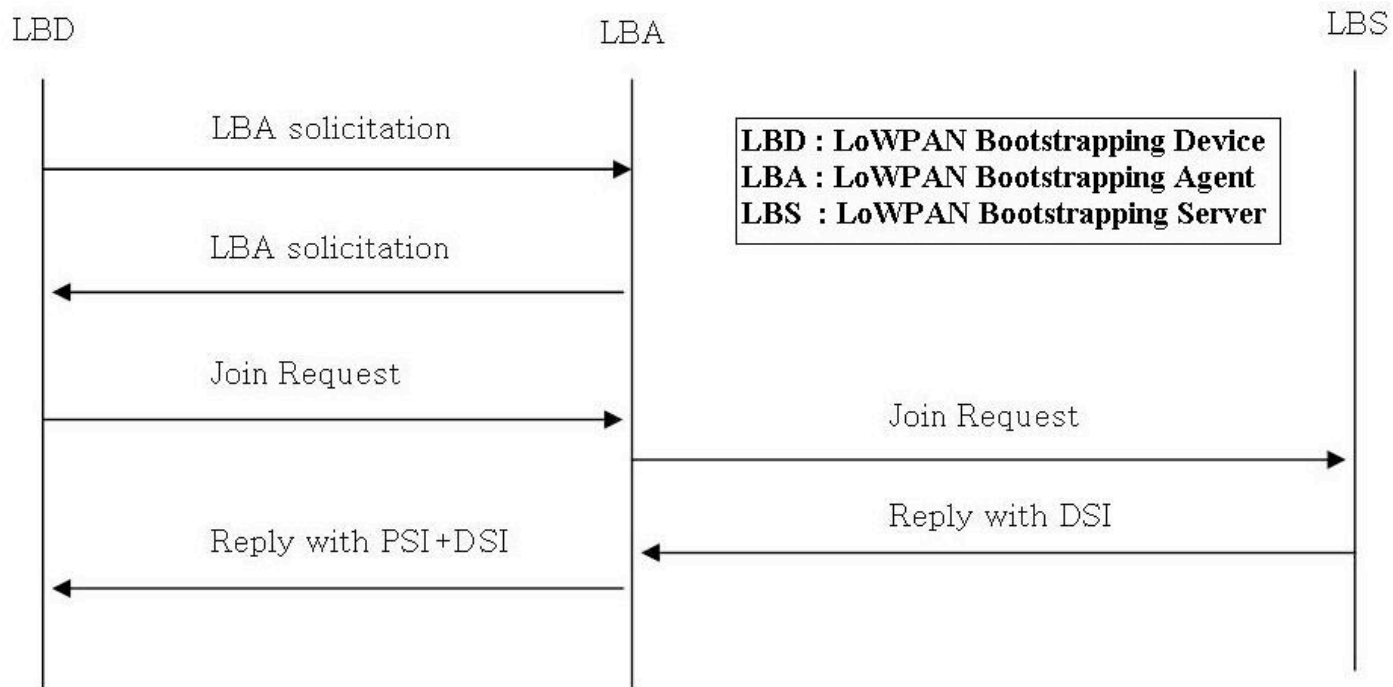 LBD
LBA
LBS
LBA solicitation
LBD : LoWPAN Bootstrapping Device
LBA : LoWPAN Bootstrapping Agent
LBS : LoWPAN Bootstrapping Server
LBA solicitation
Join Request
Join Request
Reply with DSI
Reply with PSI+DSI